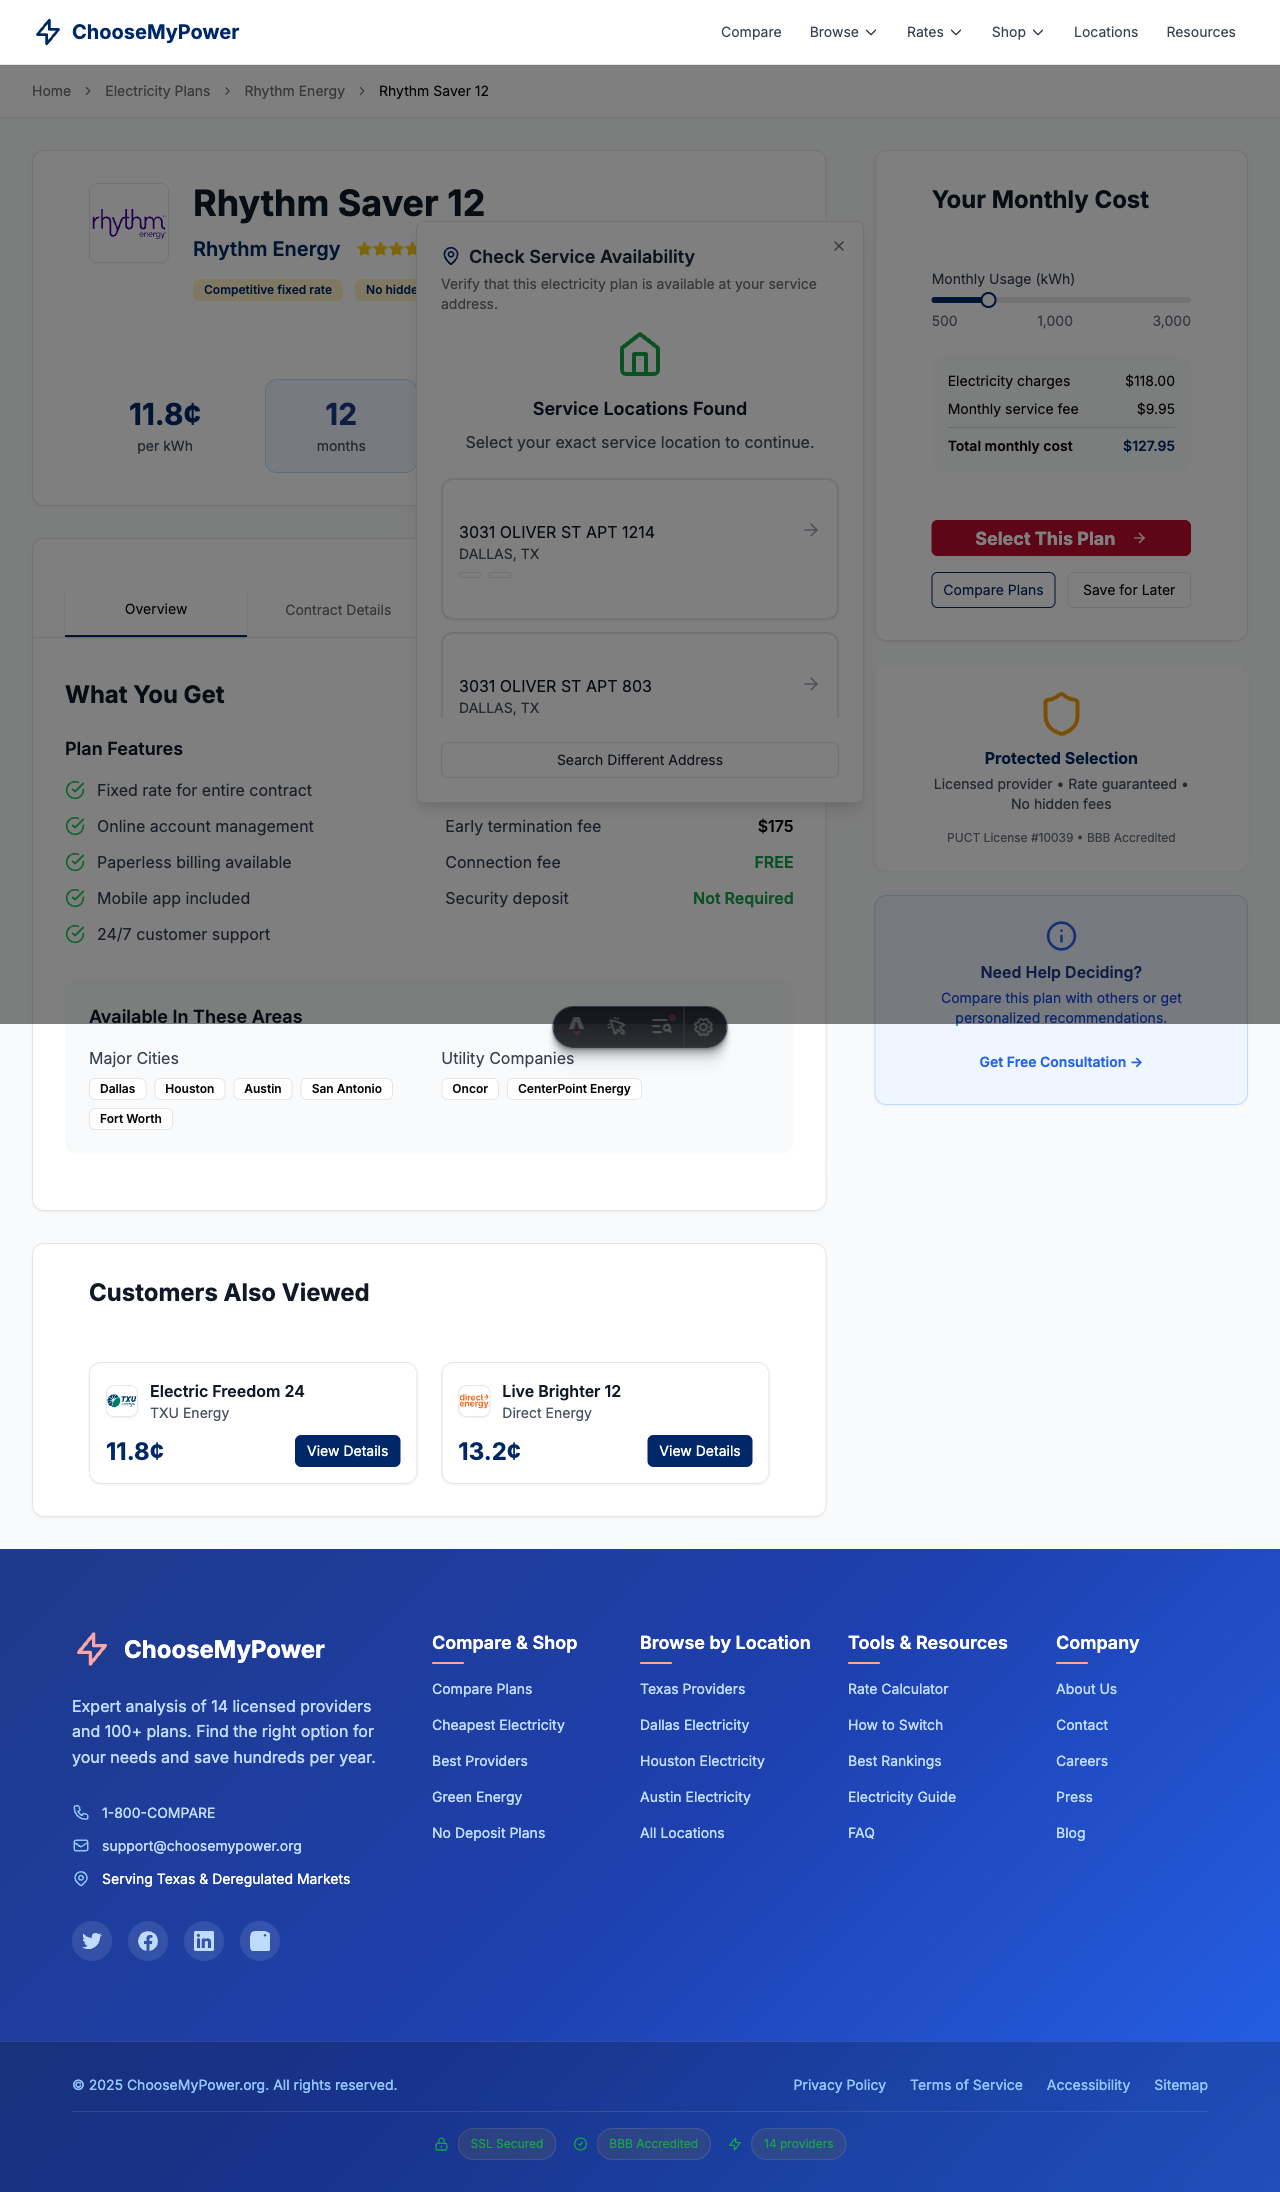 ChooseMyPower
Compare Browse Rates Shop Locations Resources
Home > Electricity Plans > Rhythm Energy > Rhythm Saver 12
rhythm
energy
Rhythm Saver 12
Rhythm Energy
Competitive fixed rate
No hidde
11.8¢
per kWh
12
months
Overview
Contract Details
What You Get
Plan Features
Fixed rate for entire contract
Online account management
Paperless billing available
Mobile app included
24/7 customer support
Early termination fee $175
Connection fee FREE
Security deposit Not Required
Available In These Areas
Major Cities
Dallas Houston Austin San Antonio
Fort Worth
Utility Companies
Oncor CenterPoint Energy
Check Service Availability
Verify that this electricity plan is available at your service
address.
Service Locations Found
Select your exact service location to continue.
3031 OLIVER ST APT 1214
DALLAS, TX
3031 OLIVER ST APT 803
DALLAS, TX
Search Different Address
Your Monthly Cost
Monthly Usage (kWh)
500 1,000 3,000
Electricity charges $118.00
Monthly service fee $9.95
Total monthly cost $127.95
Select This Plan →
Compare Plans
Save for Later
Protected Selection
Licensed provider • Rate guaranteed •
No hidden fees
PUCT License #10039 • BBB Accredited
Need Help Deciding?
Compare this plan with others or get
personalized recommendations.
Get Free Consultation →
Customers Also Viewed
TXU
energy
Electric Freedom 24
TXU Energy
11.8¢
View Details
direct
energy
Live Brighter 12
Direct Energy
13.2¢
View Details
ChooseMyPower
Expert analysis of 14 licensed providers
and 100+ plans. Find the right option for
your needs and save hundreds per year.
1-800-COMPARE
support@choosemypower.org
Serving Texas & Deregulated Markets
Compare & Shop
Compare Plans
Cheapest Electricity
Best Providers
Green Energy
No Deposit Plans
Browse by Location
Texas Providers
Dallas Electricity
Houston Electricity
Austin Electricity
All Locations
Tools & Resources
Rate Calculator
How to Switch
Best Rankings
Electricity Guide
FAQ
Company
About Us
Contact
Careers
Press
Blog
© 2025 ChooseMyPower.org. All rights reserved.
Privacy Policy Terms of Service Accessibility Sitemap
SSL Secured BBB Accredited 14 providers